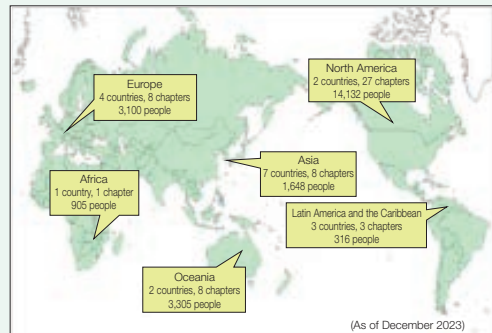 Europe
4 countries, 8 chapters
3,100 people
North America
2 countries, 27 chapters
14,132 people
Asia
7 countries, 8 chapters
1,648 people
Africa
1 country, 1 chapter
905 people
Latin America and the Caribbean
3 countries, 3 chapters
316 people
Oceania
2 countries, 8 chapters
3,305 people
(As of December 2023)